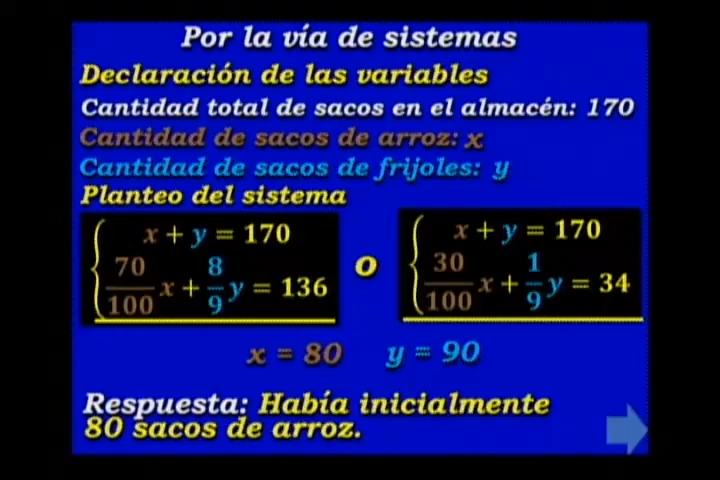 Por la vía de sistemas
Declaración de las variables
Cantidad total de sacos en el almacén: 170
Cantidad de sacos de arroz: x
Cantidad de sacos de frijoles: y
Planteo del sistema
x + y = 170
70/100 x + 8/9 y = 136
o
x + y = 170
30/100 x + 1/9 y = 34
x = 80 y = 90
Respuesta: Había inicialmente
80 sacos de arroz.